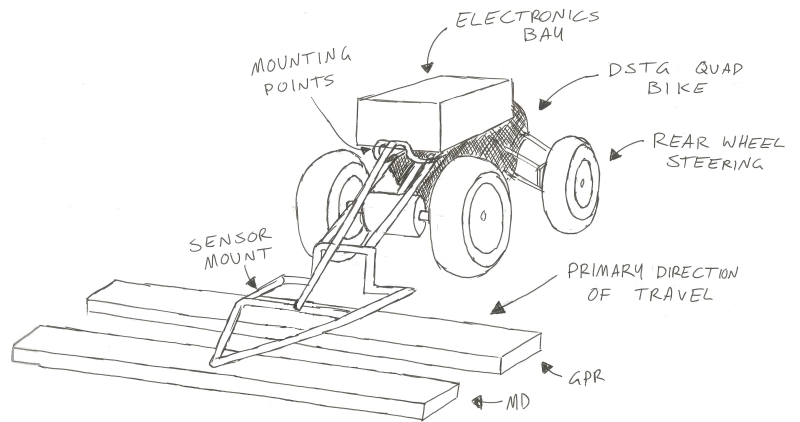 ELECTRONICS
BAY
MOUNTING
POINTS
DSTG QUAD
BIKE
REAR WHEEL
STEERING
SENSOR
MOUNT
PRIMARY DIRECTION
OF TRAVEL
GPR
MD